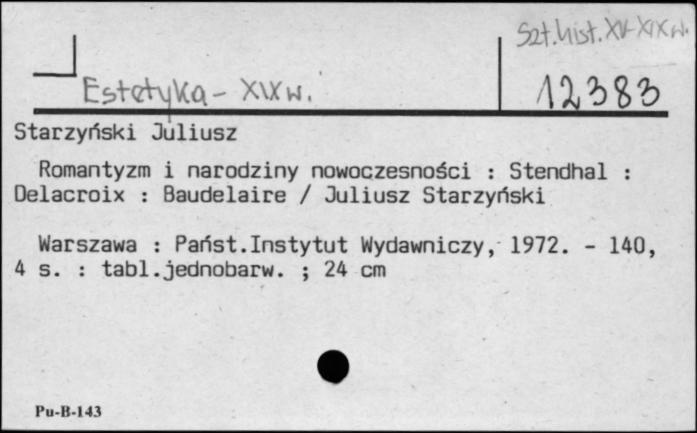 Szt. hist. XV-XIX w.
Estetyka - XIX w.
12383
Starzyński Juliusz
Romantyzm i narodziny nowoczesności : Stendhal :
Delacroix : Baudelaire / Juliusz Starzyński
Warszawa : Państ.Instytut Wydawniczy, 1972. - 140,
4 s. : tabl.jednobarw. ; 24 cm
Pu-B-143